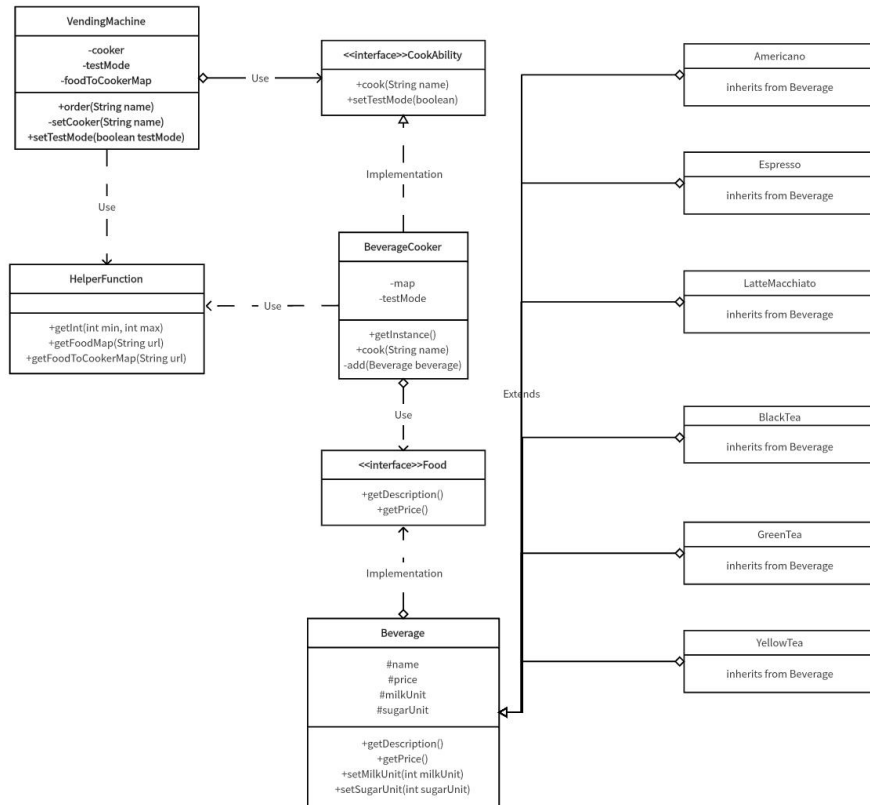 VendingMachine
-cooker
-testMode
-foodToCookerMap
+order(String name)
-setCooker(String name)
+setTestMode(boolean testMode)
Use
<<interface>>CookAbility
+cook(String name)
+setTestMode(boolean)
Implementation
Use
HelperFunction
+getInt(int min, int max)
+getFoodMap(String url)
+getFoodToCookerMap(String url)
Use
BeverageCooker
-map
-testMode
+getInstance()
+cook(String name)
-add(Beverage beverage)
Use
<<interface>>Food
+getDescription()
+getPrice()
Implementation
Beverage
#name
#price
#milkUnit
#sugarUnit
+getDescription()
+getPrice()
+setMilkUnit(int milkUnit)
+setSugarUnit(int sugarUnit)
Extends
Americano
inherits from Beverage
Espresso
inherits from Beverage
LatteMacchiato
inherits from Beverage
BlackTea
inherits from Beverage
GreenTea
inherits from Beverage
YellowTea
inherits from Beverage